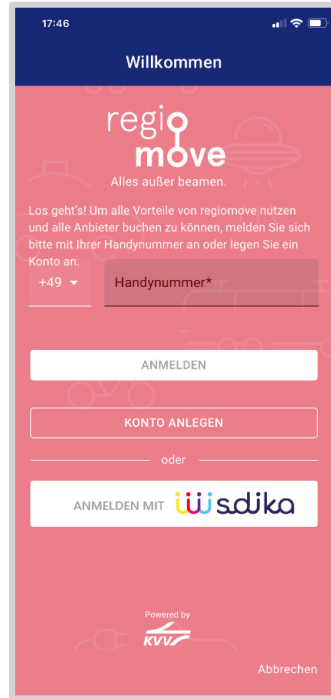 17:46
Willkommen
regio
move
Alles außer beamen.
Los geht's! Um alle Vorteile von regiomove nutzen
und alle Anbieter buchen zu können, melden Sie sich
bitte mit Ihrer Handynummer an oder legen Sie ein
Konto an.
+49 Handynummer*
ANMELDEN
KONTO ANLEGEN
oder
ANMELDEN MIT sdika
Powered by
KVV
Abbrechen